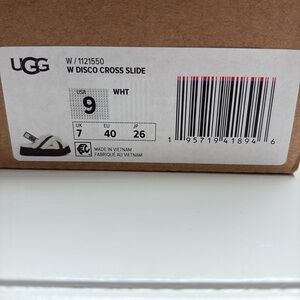 UGG
W / 1121550
W DISCO CROSS SLIDE
USA
9
WHT
UK EU JP
7 40 26
MADE IN VIETNAM
FABRIQUÉ AU VIETNAM
1 95719 41894 6